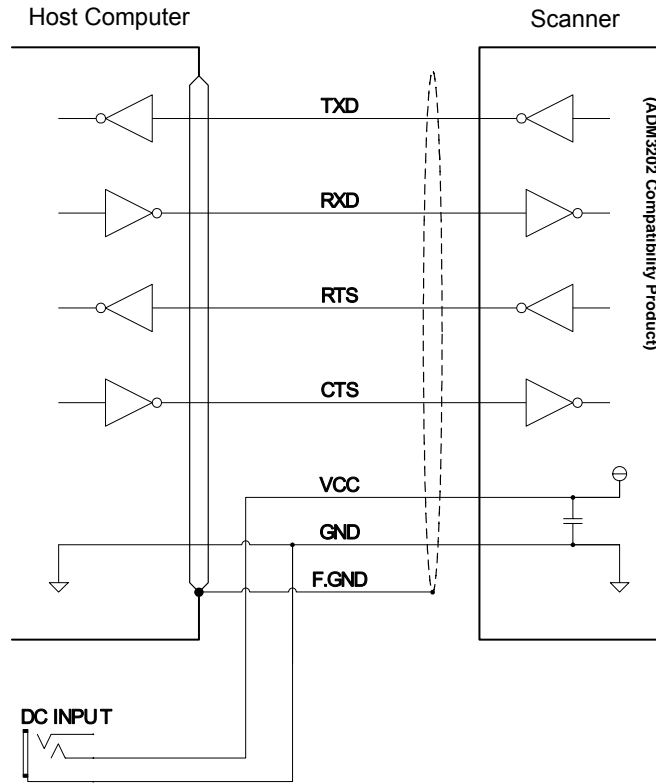 Host Computer
Scanner
(ADM3202 Compatibility Product)
TXD
RXD
RTS
CTS
VCC
GND
F.GND
DC INPUT